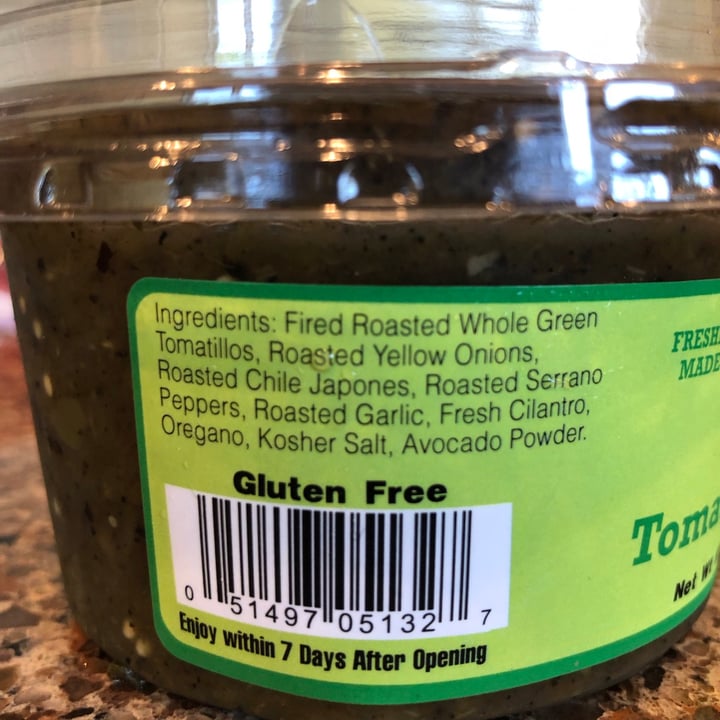 Ingredients: Fired Roasted Whole Green
Tomatillos, Roasted Yellow Onions,
Roasted Chile Japones, Roasted Serrano
Peppers, Roasted Garlic, Fresh Cilantro,
Oregano, Kosher Salt, Avocado Powder.
Gluten Free
0 51497 05132 7
Enjoy within 7 Days After Opening
MADE
Net